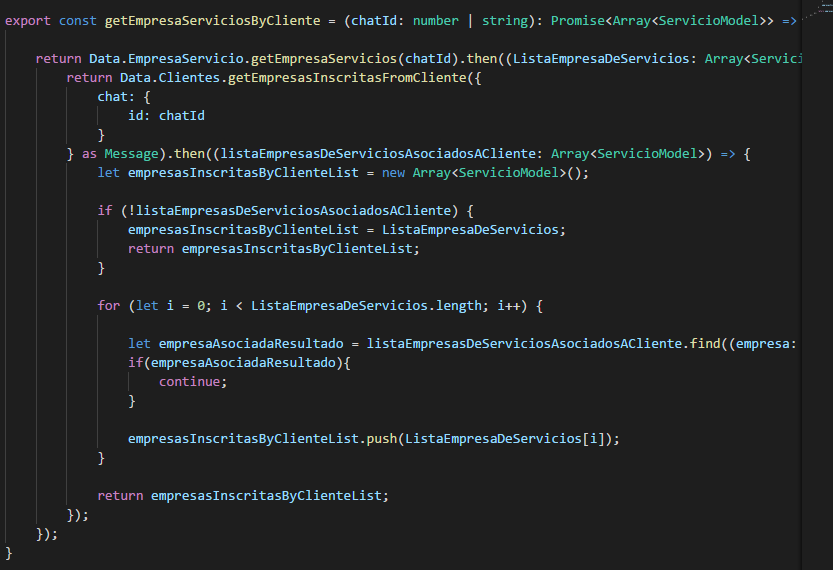 export const getEmpresaServiciosByCliente = (chatId: number | string): Promise<Array<ServicioModel>> =>
return Data.EmpresaServicio.getEmpresaServicios(chatId).then((ListaEmpresaDeServicios: Array<Servici
return Data.Clientes.getEmpresasInscritasFromCliente({
chat: {
id: chatId
}
} as Message).then((listaEmpresasDeServiciosAsociadosACliente: Array<ServicioModel>) => {
let empresasInscritasByClienteList = new Array<ServicioModel>();
if (!listaEmpresasDeServiciosAsociadosACliente) {
empresasInscritasByClienteList = ListaEmpresaDeServicios;
return empresasInscritasByClienteList;
}
for (let i = 0; i < ListaEmpresaDeServicios.length; i++) {
let empresaAsociadaResultado = listaEmpresasDeServiciosAsociadosACliente.find((empresa:
if(empresaAsociadaResultado){
continue;
}
empresasInscritasByClienteList.push(ListaEmpresaDeServicios[i]);
}
return empresasInscritasByClienteList;
});
});
}